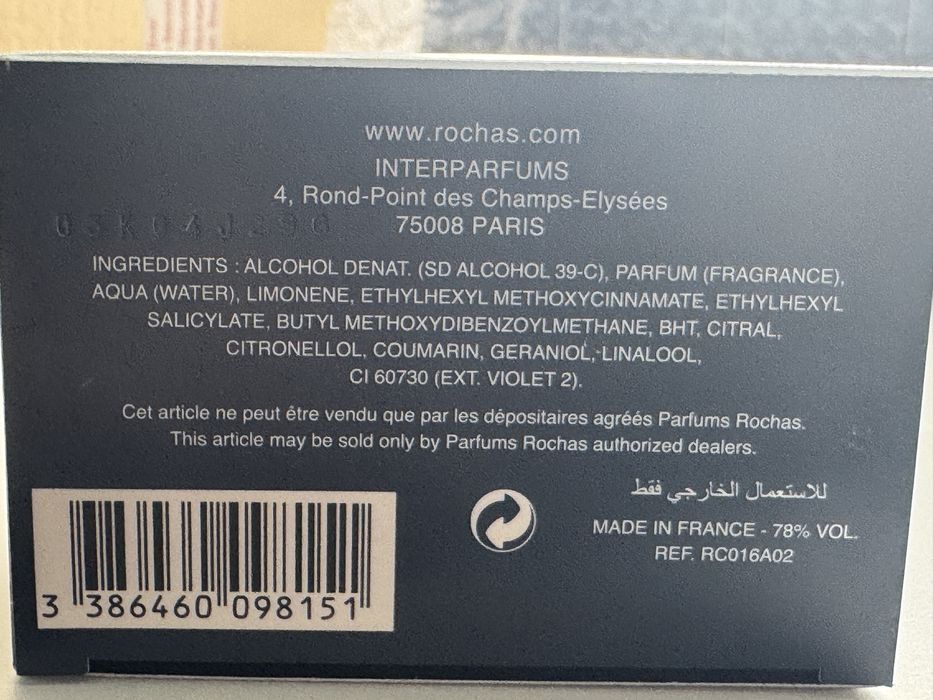 www.rochas.com
INTERPARFUMS
4, Rond-Point des Champs-Elysées
75008 PARIS
INGREDIENTS : ALCOHOL DENAT. (SD ALCOHOL 39-C), PARFUM (FRAGRANCE),
AQUA (WATER), LIMONENE, ETHYLHEXYL METHOXYCINNAMATE, ETHYLHEXYL
SALICYLATE, BUTYL METHOXYDIBENZOYLMETHANE, BHT, CITRAL,
CITRONELLOL, COUMARIN, GERANIOL, LINALOOL,
CI 60730 (EXT. VIOLET 2).
Cet article ne peut être vendu que par les dépositaires agréés Parfums Rochas.
This article may be sold only by Parfums Rochas authorized dealers.
للاستعمال الخارجي فقط
MADE IN FRANCE - 78% VOL.
REF. RC016A02
3 386460 098151